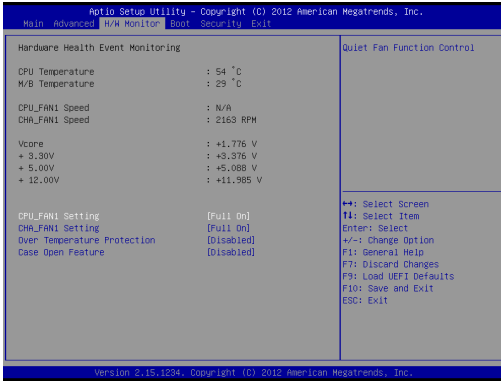 Aptio Setup Utility – Copyright (C) 2012 American Megatrends, Inc.
Main Advanced H/W Monitor Boot Security Exit
Hardware Health Event Monitoring
Quiet Fan Function Control
CPU Temperature : 54 °C
M/B Temperature : 29 °C
CPU_FAN1 Speed : N/A
CHA_FAN1 Speed : 2163 RPM
Vcore : +1.776 V
+ 3.30V : +3.376 V
+ 5.00V : +5.088 V
+ 12.00V : +11.985 V
CPU_FAN1 Setting [Full On]
CHA_FAN1 Setting [Full On]
Over Temperature Protection [Disabled]
Case Open Feature [Disabled]
↔: Select Screen
↑↓: Select Item
Enter: Select
+/-: Change Option
F1: General Help
F7: Discard Changes
F9: Load UEFI Defaults
F10: Save and Exit
ESC: Exit
Version 2.15.1234. Copyright (C) 2012 American Megatrends, Inc.